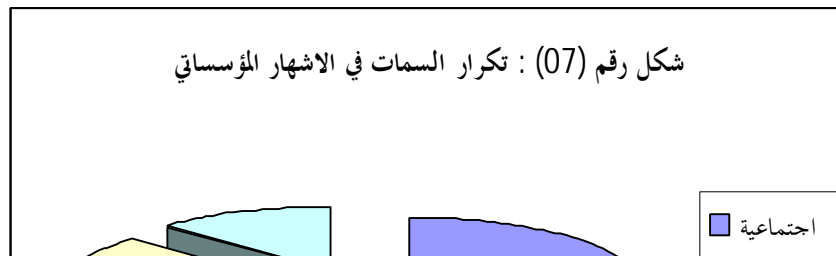 شكل رقم (07) : تكرار السمات في الاشهار المؤسساتي
اجتماعية